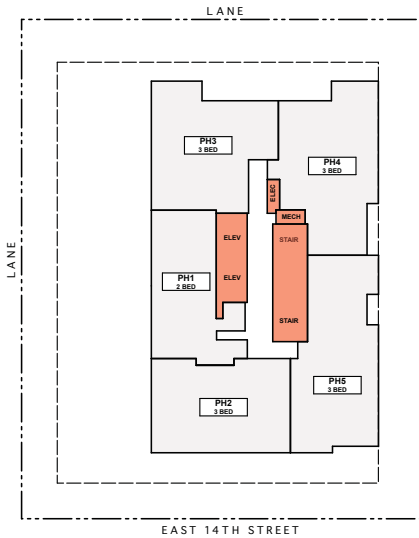 LANE
PH3
3 BED
PH4
3 BED
ELEC
MECH
LANE
ELEV
STAIR
ELEV
PH1
2 BED
STAIR
PH5
3 BED
PH2
3 BED
EAST 14TH STREET